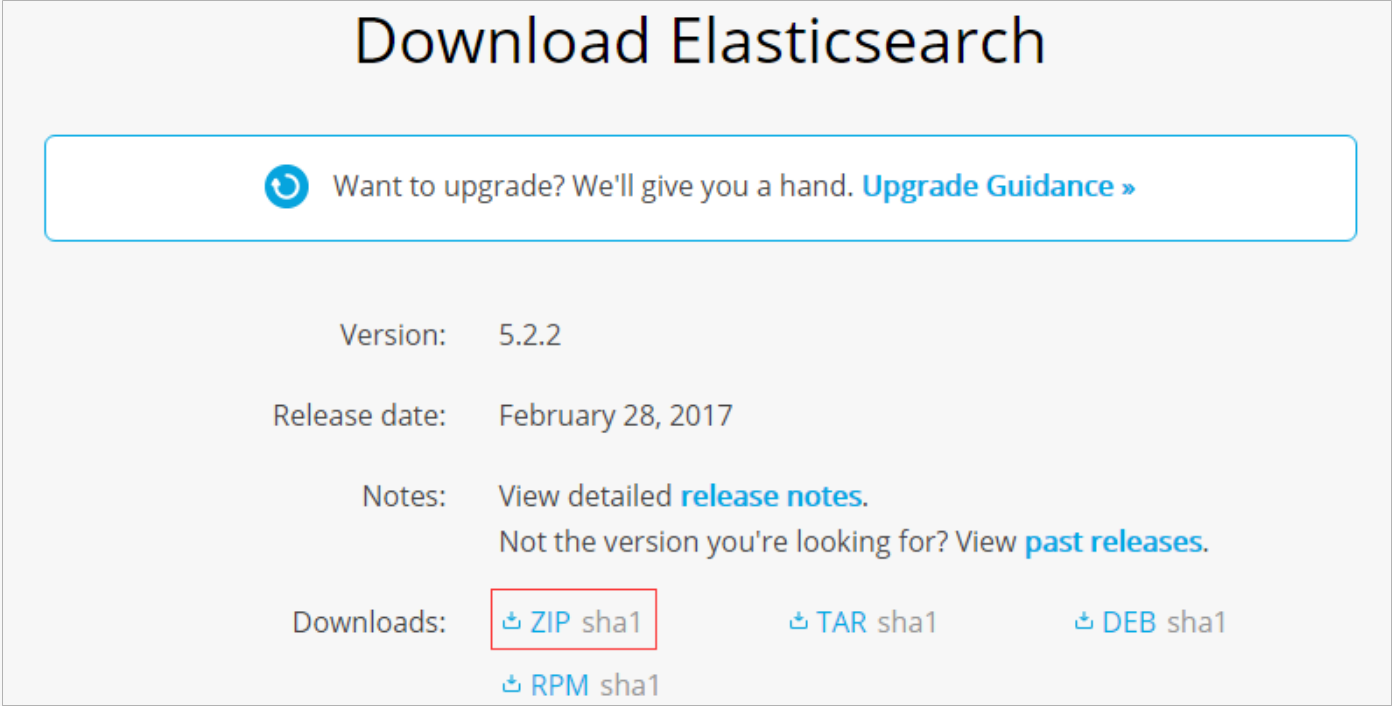 Download Elasticsearch
Want to upgrade? We'll give you a hand. Upgrade Guidance »
Version: 5.2.2
Release date: February 28, 2017
Notes: View detailed release notes.
Not the version you're looking for? View past releases.
Downloads: ZIP sha1 TAR sha1 DEB sha1
RPM sha1